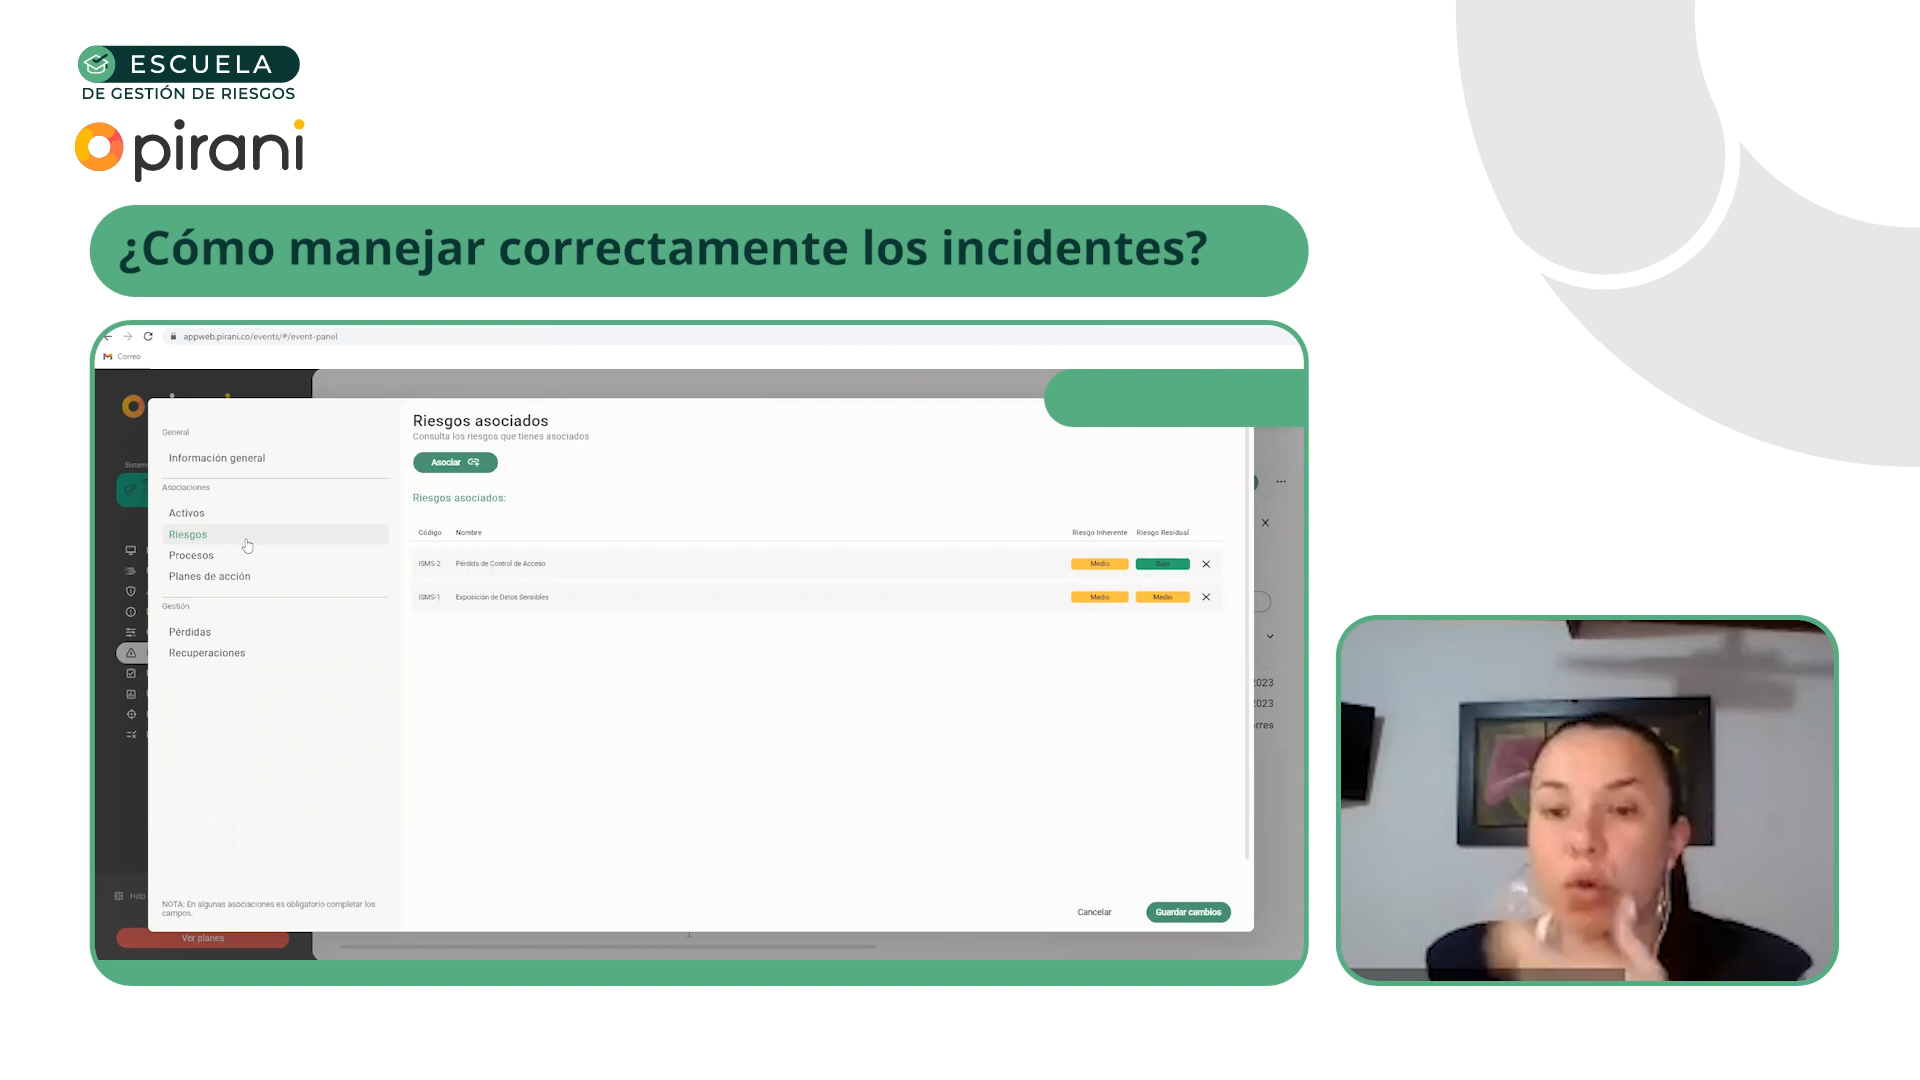 ESCUELA
DE GESTIÓN DE RIESGOS
pirani
¿Cómo manejar correctamente los incidentes?
appweb.pirani.co/events/#/event-panel
Correo
General
Información general
Asociaciones
Activos
Riesgos
Procesos
Planes de acción
Gestión
Pérdidas
Recuperaciones
NOTA: En algunas asociaciones es obligatorio completar los
campos.
Riesgos asociados
Consulta los riesgos que tienes asociados
Asociar
Riesgos asociados:
Código Nombre Riesgo Inherente Riesgo Residual
ISMS-2 Pérdida de Control de Acceso Medio Bajo
ISMS-1 Exposición de Datos Sensibles Medio Medio
Cancelar Guardar cambios
Help
Ver planes